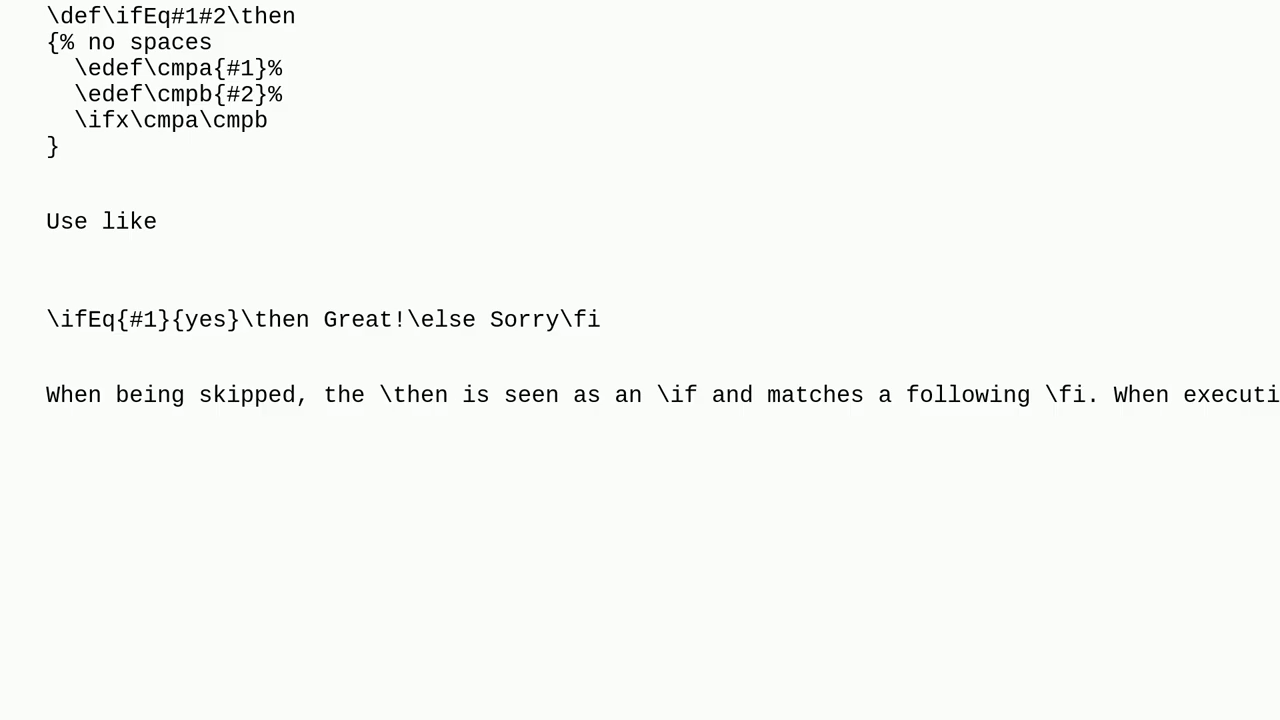 \def\ifEq#1#2\then
{% no spaces
  \edef\cmpa{#1}%
  \edef\cmpb{#2}%
  \ifx\cmpa\cmpb
}
Use like
\ifEq{#1}{yes}\then Great!\else Sorry\fi
When being skipped, the \then is seen as an \if and matches a following \fi. When executi